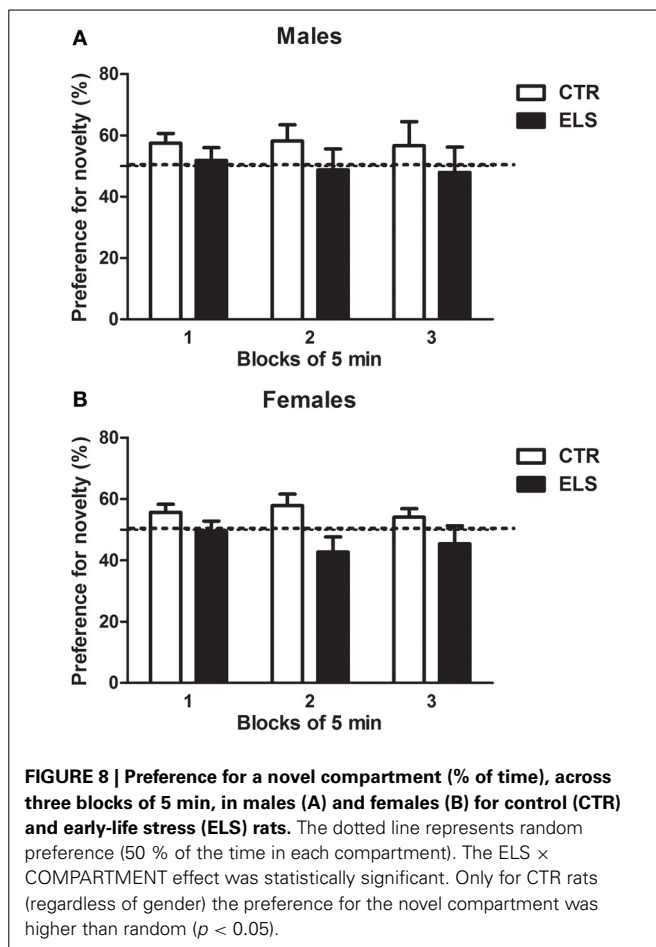 A
Males
Preference for novelty (%)
80
60
40
20
0
CTR
ELS
1 2 3
Blocks of 5 min
B
Females
Preference for novelty (%)
80
60
40
20
0
CTR
ELS
1 2 3
Blocks of 5 min
FIGURE 8 | Preference for a novel compartment (% of time), across
three blocks of 5 min, in males (A) and females (B) for control (CTR)
and early-life stress (ELS) rats. The dotted line represents random
preference (50 % of the time in each compartment). The ELS ×
COMPARTMENT effect was statistically significant. Only for CTR rats
(regardless of gender) the preference for the novel compartment was
higher than random (p < 0.05).